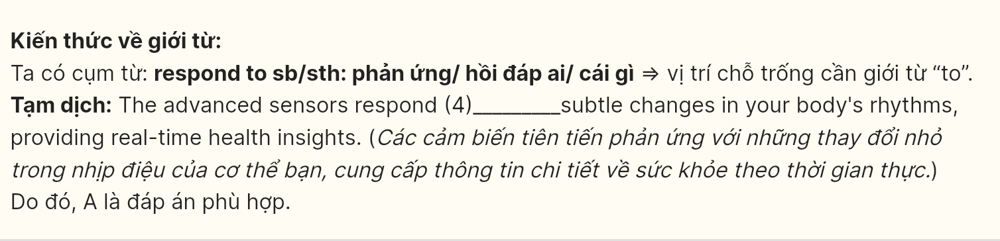 Kiến thức về giới từ:
Ta có cụm từ: respond to sb/sth: phản ứng/ hồi đáp ai/ cái gì ⇒ vị trí chỗ trống cần giới từ “to”.
Tạm dịch: The advanced sensors respond (4)_________subtle changes in your body's rhythms,
providing real-time health insights. (Các cảm biến tiên tiến phản ứng với những thay đổi nhỏ
trong nhịp điệu của cơ thể bạn, cung cấp thông tin chi tiết về sức khỏe theo thời gian thực.)
Do đó, A là đáp án phù hợp.